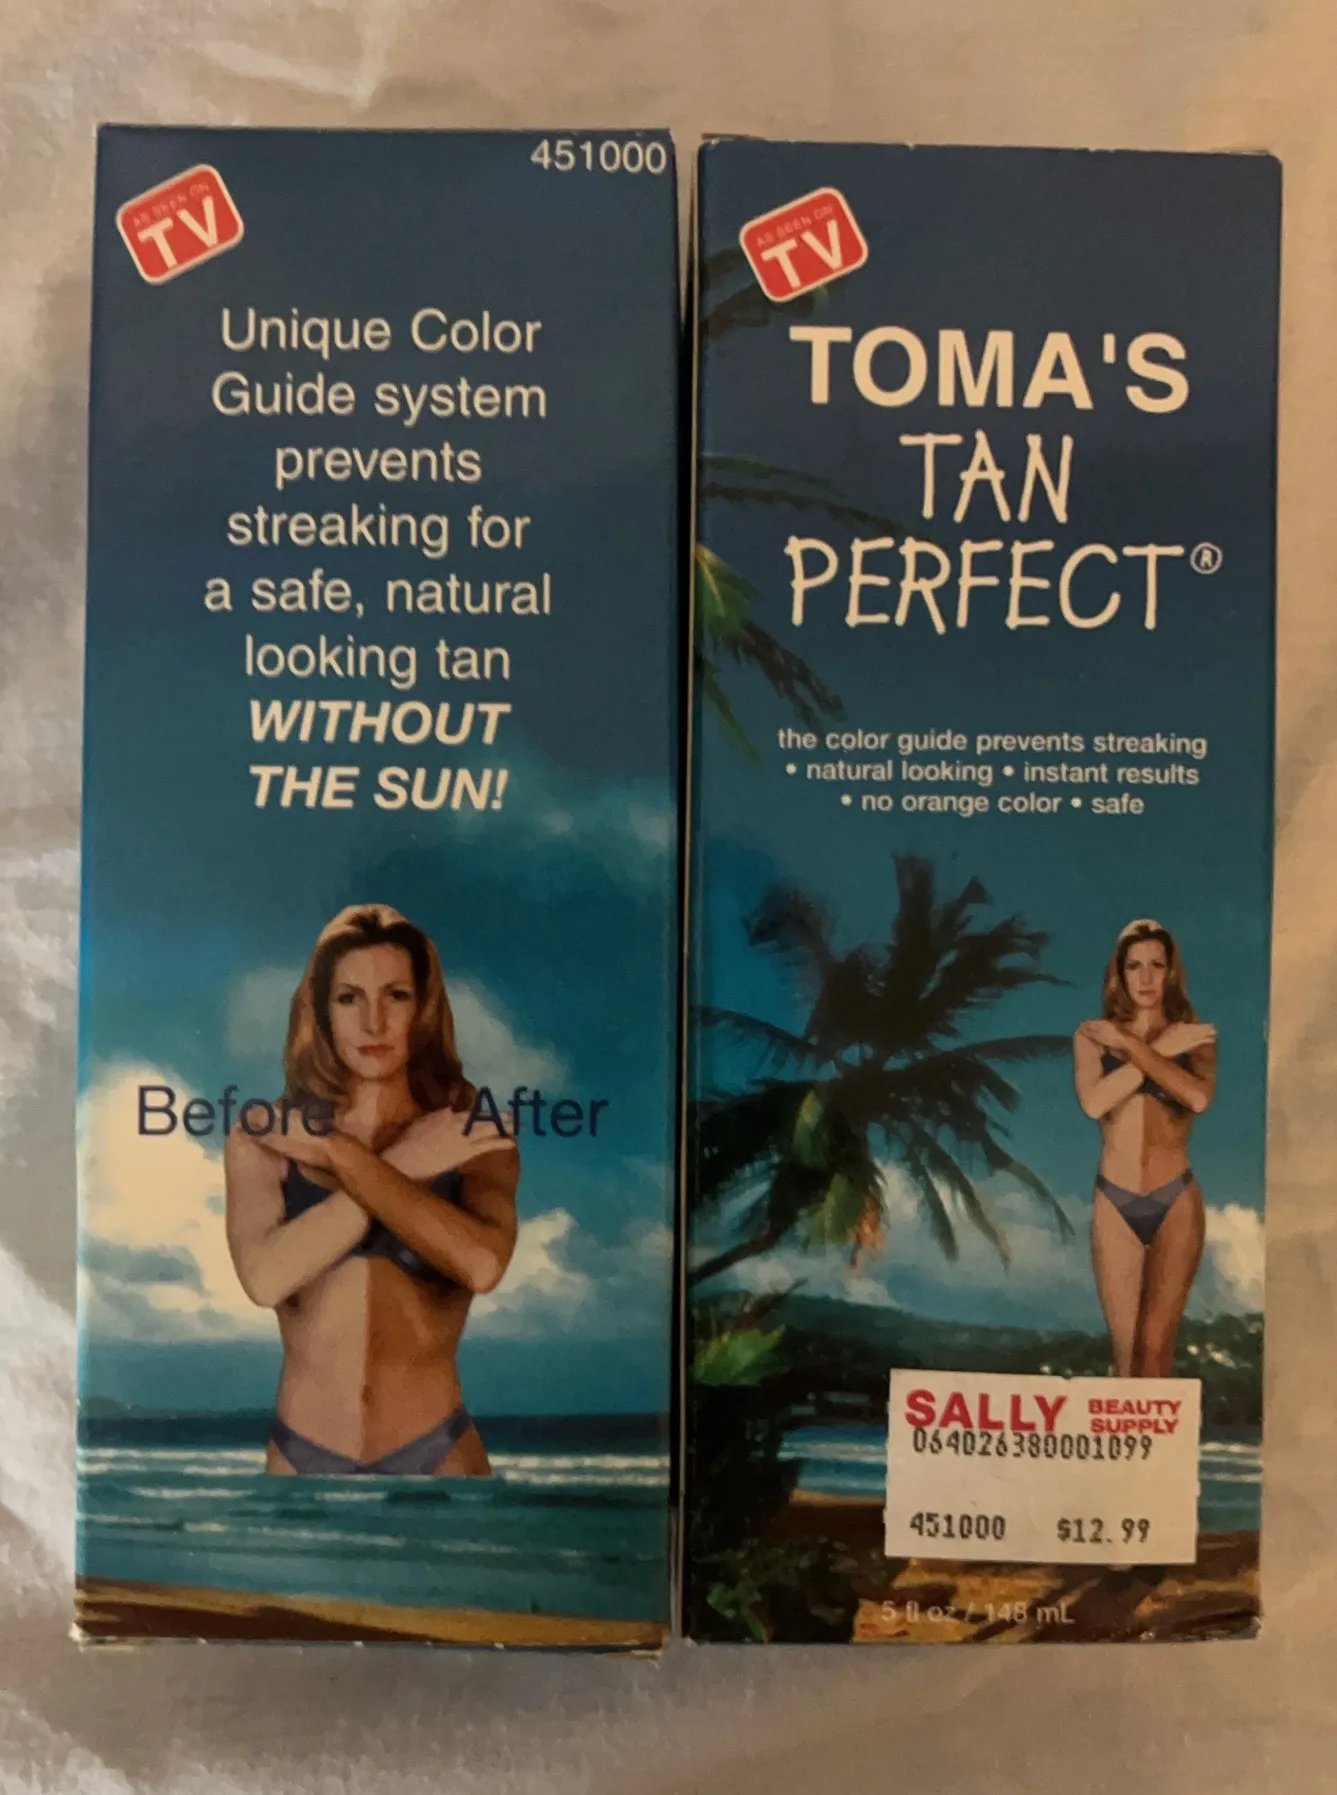 451000
AS SEEN ON
TV
Unique Color
Guide system
prevents
streaking for
a safe, natural
looking tan
WITHOUT
THE SUN!
Before After
AS SEEN ON
TV
TOMA'S
TAN
PERFECT®
the color guide prevents streaking
• natural looking • instant results
• no orange color • safe
SALLY BEAUTY
SUPPLY
064026380001099
451000 $12.99
5 fl oz / 148 mL